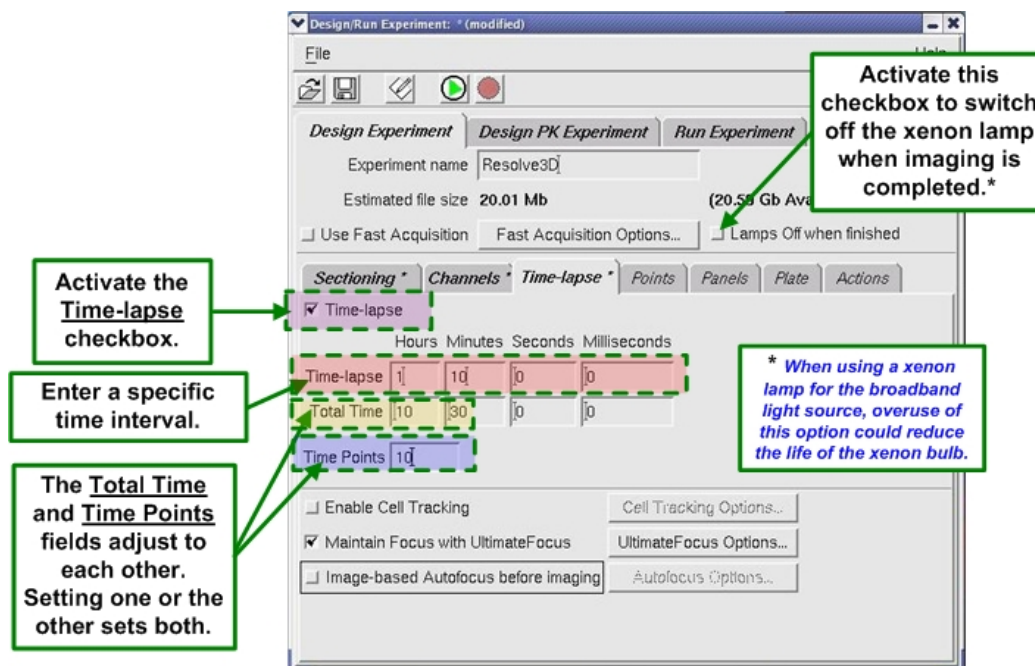 Design/Run Experiment: * (modified)
File
Design Experiment
Design PK Experiment
Run Experiment
Experiment name Resolve3D
Estimated file size 20.01 Mb
Use Fast Acquisition
Fast Acquisition Options...
Lamps Off when finished
Activate this
checkbox to switch
off the xenon lamp
when imaging is
completed.*
Sectioning *
Channels *
Time-lapse *
Points
Panels
Plate
Actions
Activate the
Time-lapse
checkbox.
Time-lapse
Hours Minutes Seconds Milliseconds
Time-lapse 1 10 0 0
Total Time 10 30 0 0
Time Points 10
Enter a specific
time interval.
The Total Time
and Time Points
fields adjust to
each other.
Setting one or the
other sets both.
* When using a xenon
lamp for the broadband
light source, overuse of
this option could reduce
the life of the xenon bulb.
Enable Cell Tracking
Cell Tracking Options...
Maintain Focus with UltimateFocus
UltimateFocus Options...
Image-based Autofocus before imaging
Autofocus Options...